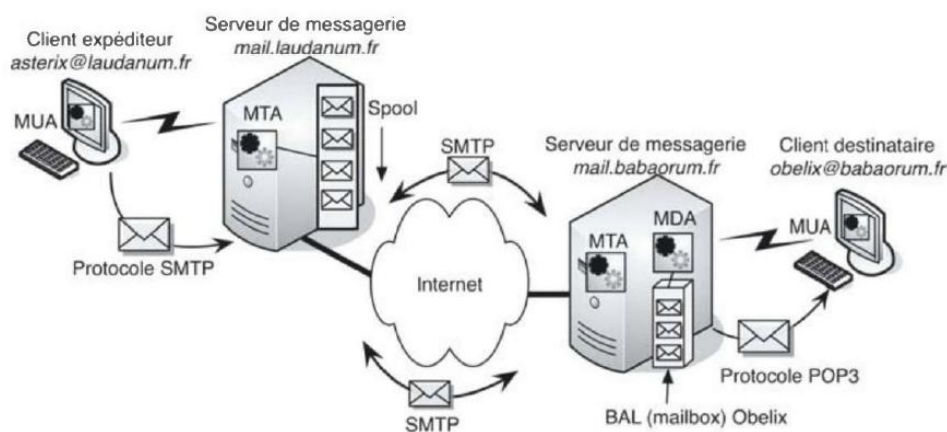 Client expéditeur
asterix@laudanum.fr
MUA
Serveur de messagerie
mail.laudanum.fr
MTA
Spool
Protocole SMTP
SMTP
Internet
SMTP
Serveur de messagerie
mail.babaorum.fr
MTA
MDA
Client destinataire
obelix@babaorum.fr
MUA
Protocole POP3
BAL (mailbox) Obelix